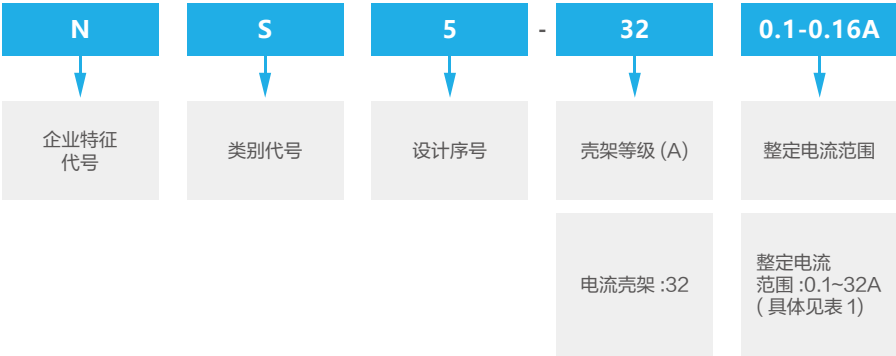 N
S
5
-
32
0.1-0.16A
企业特征
代号
类别代号
设计序号
壳架等级 (A)
整定电流范围
电流壳架 :32
整定电流
范围 :0.1~32A
( 具体见表 1)